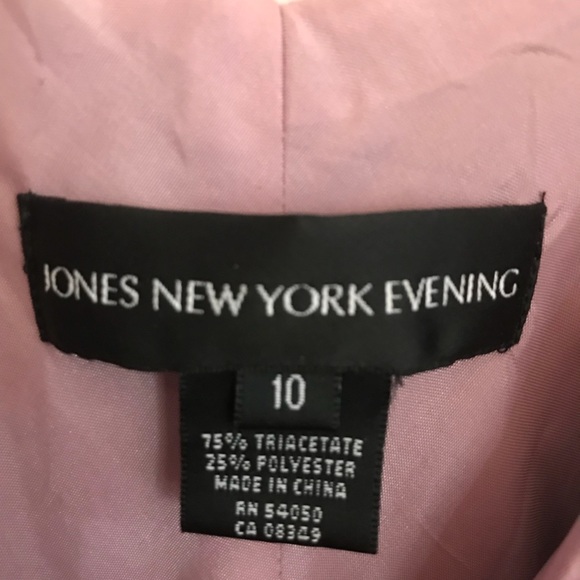 JONES NEW YORK EVENING
10
75% TRIACETATE
25% POLYESTER
MADE IN CHINA
RN 54050
CA 08349